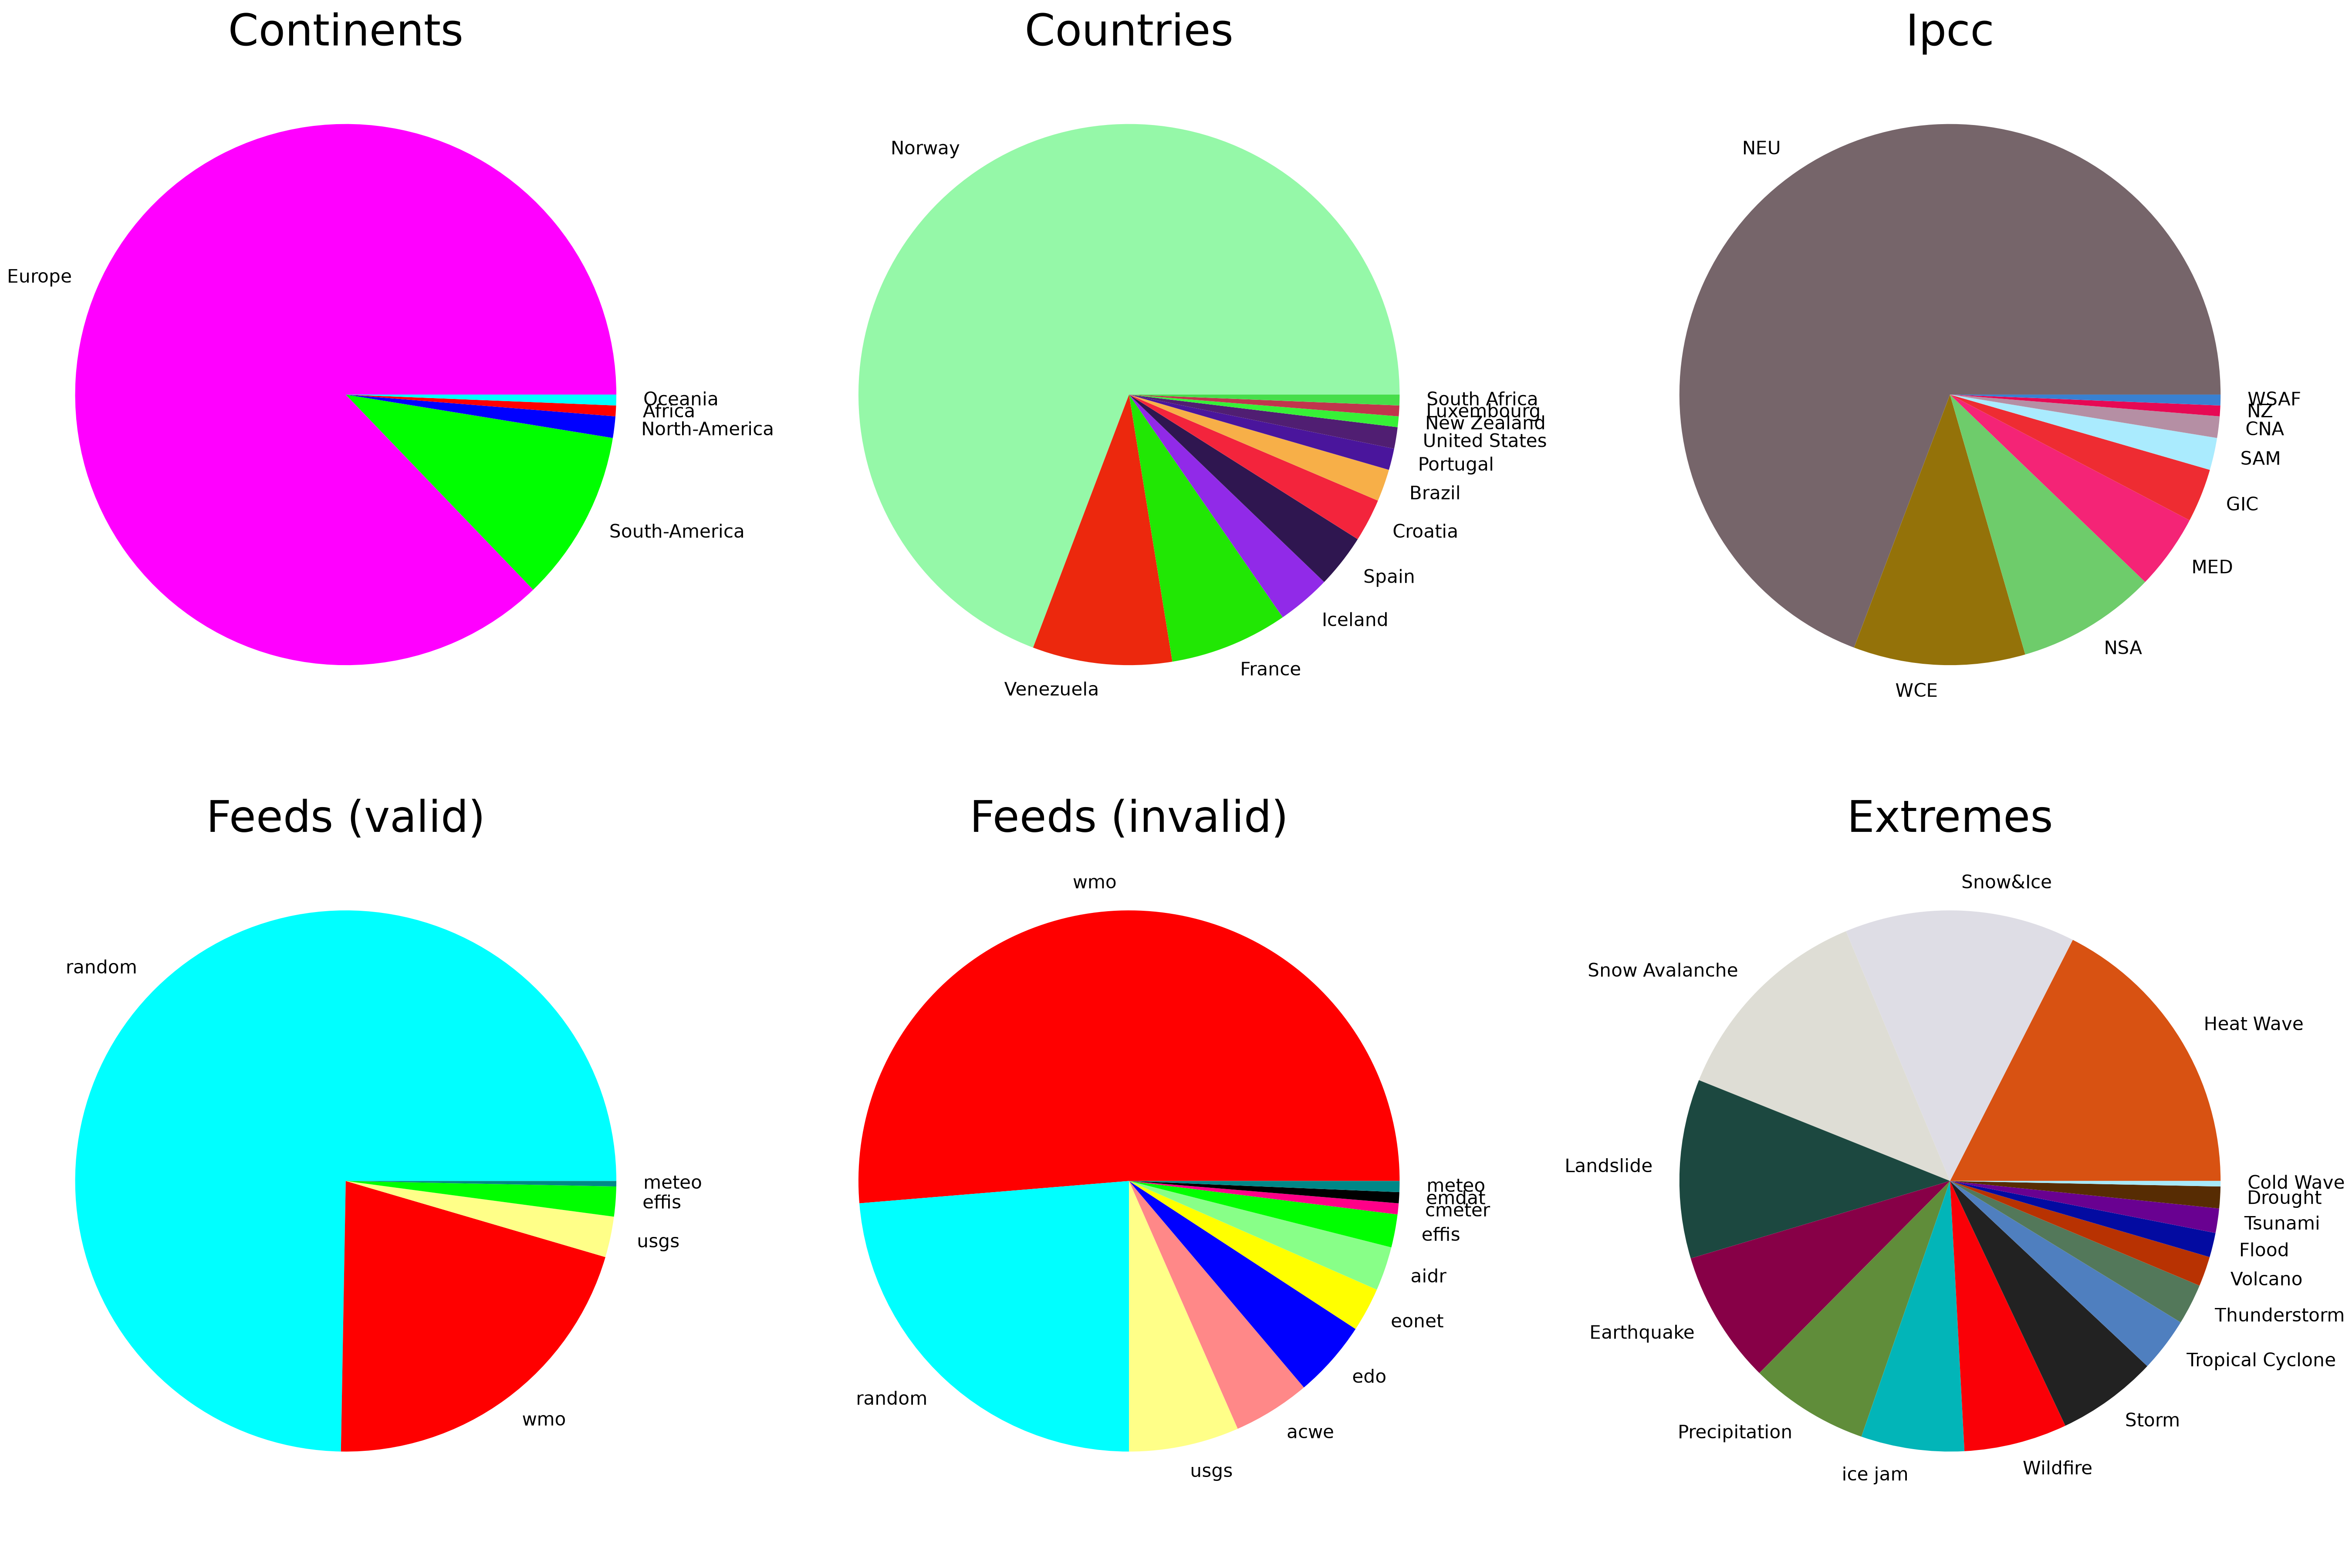 Continents
Countries
Ipcc
Europe
Oceania
Africa
North-America
South-America
Norway
South Africa
Luxembourg
New Zealand
United States
Portugal
Brazil
Croatia
Spain
Iceland
France
Venezuela
NEU
WSAF
NZ
CNA
SAM
GIC
MED
NSA
WCE
Feeds (valid)
Feeds (invalid)
Extremes
random
meteo
effis
usgs
wmo
wmo
meteo
emdat
cmeter
effis
aidr
eonet
edo
acwe
usgs
random
Snow&Ice
Snow Avalanche
Heat Wave
Landslide
Cold Wave
Drought
Tsunami
Flood
Volcano
Thunderstorm
Tropical Cyclone
Storm
Wildfire
ice jam
Precipitation
Earthquake